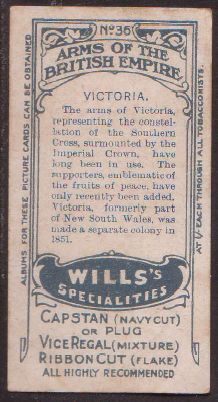 No 36
ARMS OF THE
BRITISH EMPIRE
VICTORIA.
The arms of Victoria,
representing the constel-
lation of the Southern
Cross, surmounted by the
Imperial Crown, have
long been in use. The
supporters, emblematic of
the fruits of peace, have
only recently been added.
Victoria, formerly part
of New South Wales, was
made a separate colony in
1851.
WILLS'S
SPECIALITIES
CAPSTAN (NAVY CUT)
OR PLUG
VICE REGAL (MIXTURE)
RIBBON CUT (FLAKE)
ALL HIGHLY RECOMMENDED
ALBUMS FOR THESE PICTURE CARDS CAN BE OBTAINED
AT 1/- EACH THROUGH ALL TOBACCONISTS.